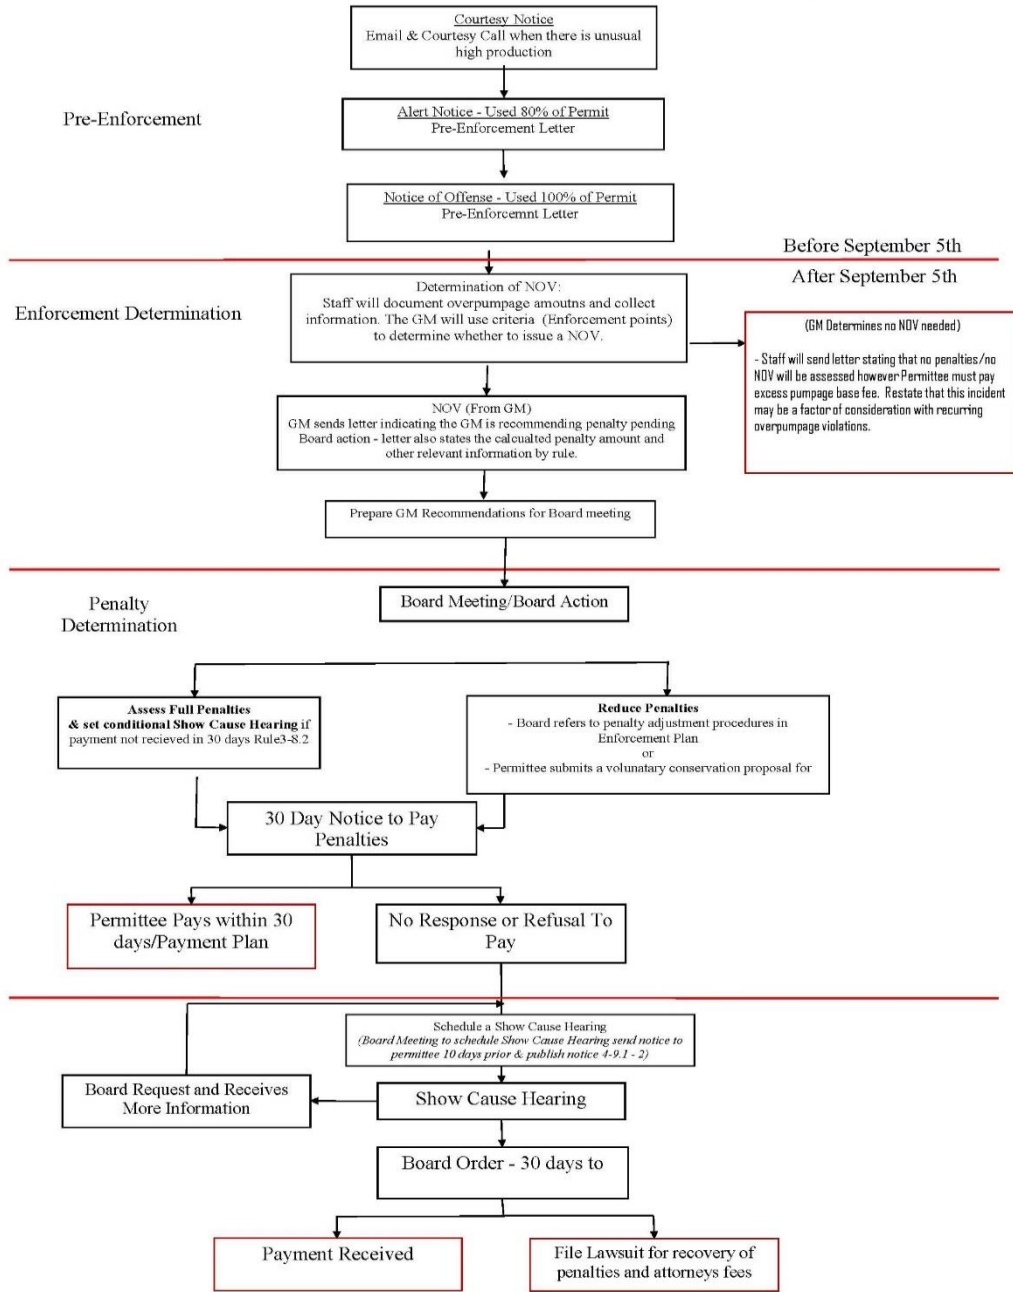 Courtesy Notice
Email & Courtesy Call when there is unusual
high production
Pre-Enforcement
Alert Notice - Used 80% of Permit
Pre-Enforcement Letter
Notice of Offense - Used 100% of Permit
Pre-Enforcemnt Letter
Before September 5th
After September 5th
Enforcement Determination
Determination of NOV:
Staff will document overpumpage amoutns and collect
information. The GM will use criteria (Enforcement points)
to determine whether to issue a NOV.
(GM Determines no NOV needed)
- Staff will send letter stating that no penalties/no
NOV will be assessed however Permittee must pay
excess pumpage base fee. Restate that this incident
may be a factor of consideration with recurring
overpumpage violations.
NOV (From GM)
GM sends letter indicating the GM is recommending penalty pending
Board action - letter also states the calcualted penalty amount and
other relevant information by rule.
Prepare GM Recommendations for Board meeting
Penalty
Determination
Board Meeting/Board Action
Assess Full Penalties
& set conditional Show Cause Hearing if
payment not recieved in 30 days Rule3-8.2
Reduce Penalties
- Board refers to penalty adjustment procedures in
Enforcement Plan
or
- Permittee submits a volunatary conservation proposal for
30 Day Notice to Pay
Penalties
Permittee Pays within 30
days/Payment Plan
No Response or Refusal To
Pay
Schedule a Show Cause Hearing
(Board Meeting to schedule Show Cause Hearing send notice to
permittee 10 days prior & publish notice 4-9.1 - 2)
Board Request and Receives
More Information
Show Cause Hearing
Board Order - 30 days to
Payment Received
File Lawsuit for recovery of
penalties and attorneys fees